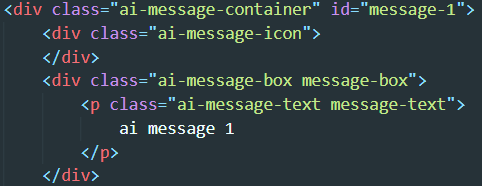 <div class="ai-message-container" id="message-1">
    <div class="ai-message-icon">
    </div>
    <div class="ai-message-box message-box">
        <p class="ai-message-text message-text">
            ai message 1
        </p>
    </div>